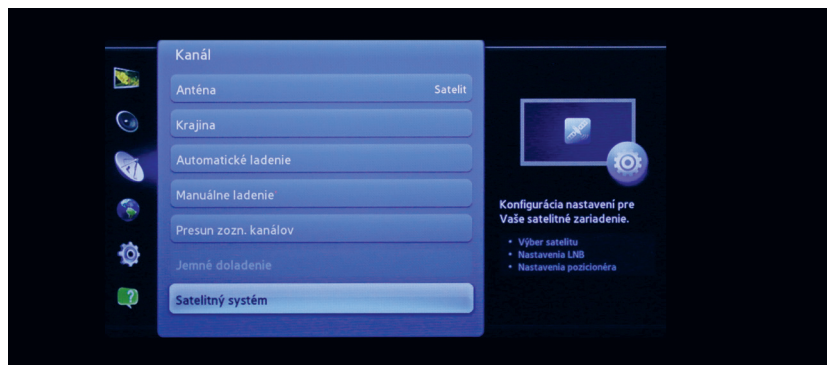 Kanál
Anténa Satelit
Krajina
Automatické ladenie
Manuálne ladenie
Presun zozn. kanálov
Jemné doladenie
Satelitný systém
Konfigurácia nastavení pre
Vaše satelitné zariadenie.
• Výber satelitu
• Nastavenia LNB
• Nastavenia pozicionéra